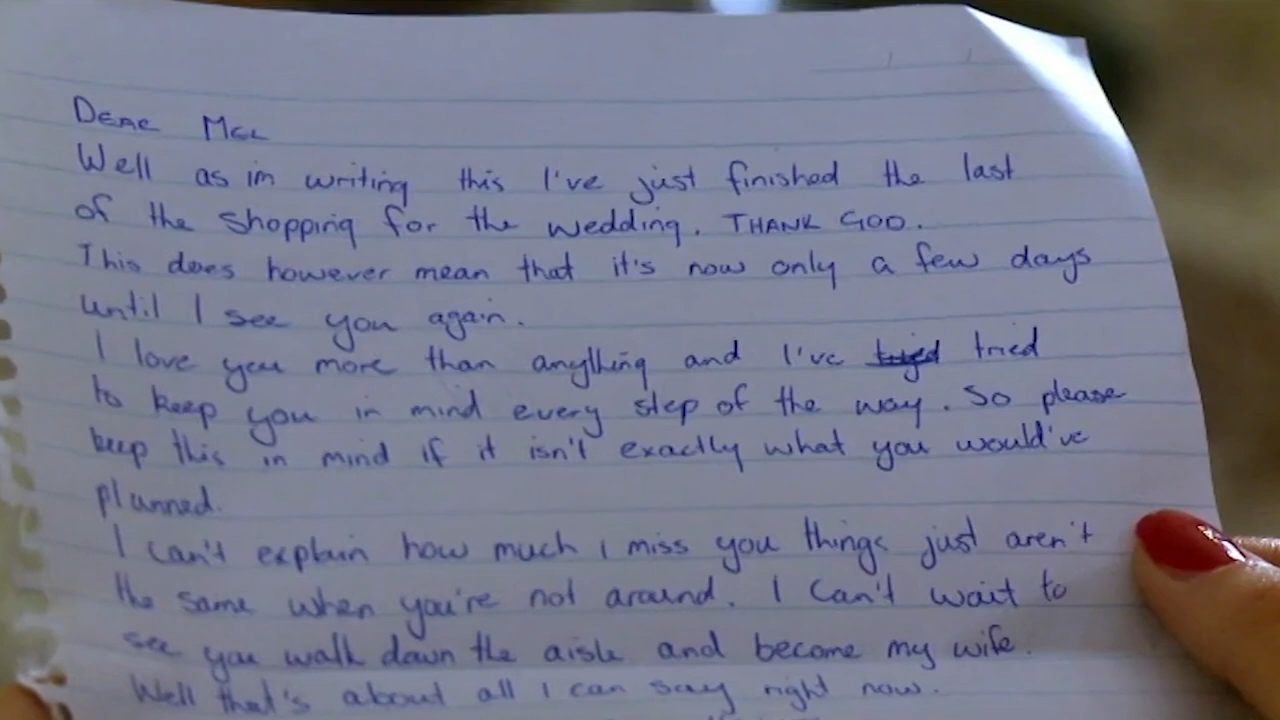 DEAR MEL
Well as im writing this I've just finished the last
of the shopping for the wedding. THANK GOD.
This does however mean that it's now only a few days
until I see you again.
I love you more than anything and I've tried tried
to keep you in mind every step of the way. So please
keep this in mind if it isn't exactly what you would've
planned.
I can't explain how much I miss you things just aren't
the same when you're not around. I can't wait to
see you walk down the aisle and become my wife.
Well that's about all I can say right now.